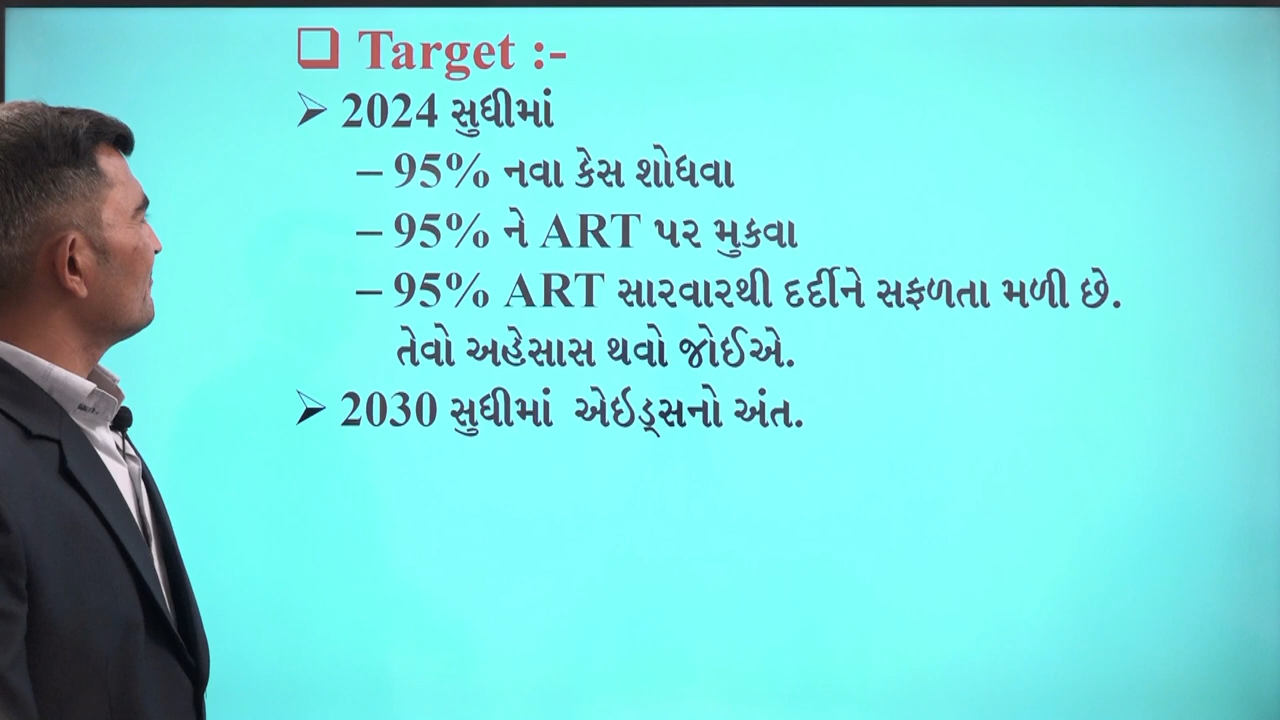 ❑ Target :-
➢ 2024 સુધીમાં
– 95% નવા કેસ શોધવા
– 95% ને ART પર મુકવા
– 95% ART સારવારથી દર્દીને સફળતા મળી છે.
તેવો અહેસાસ થવો જોઈએ.
➢ 2030 સુધીમાં એઇડ્સનો અંત.